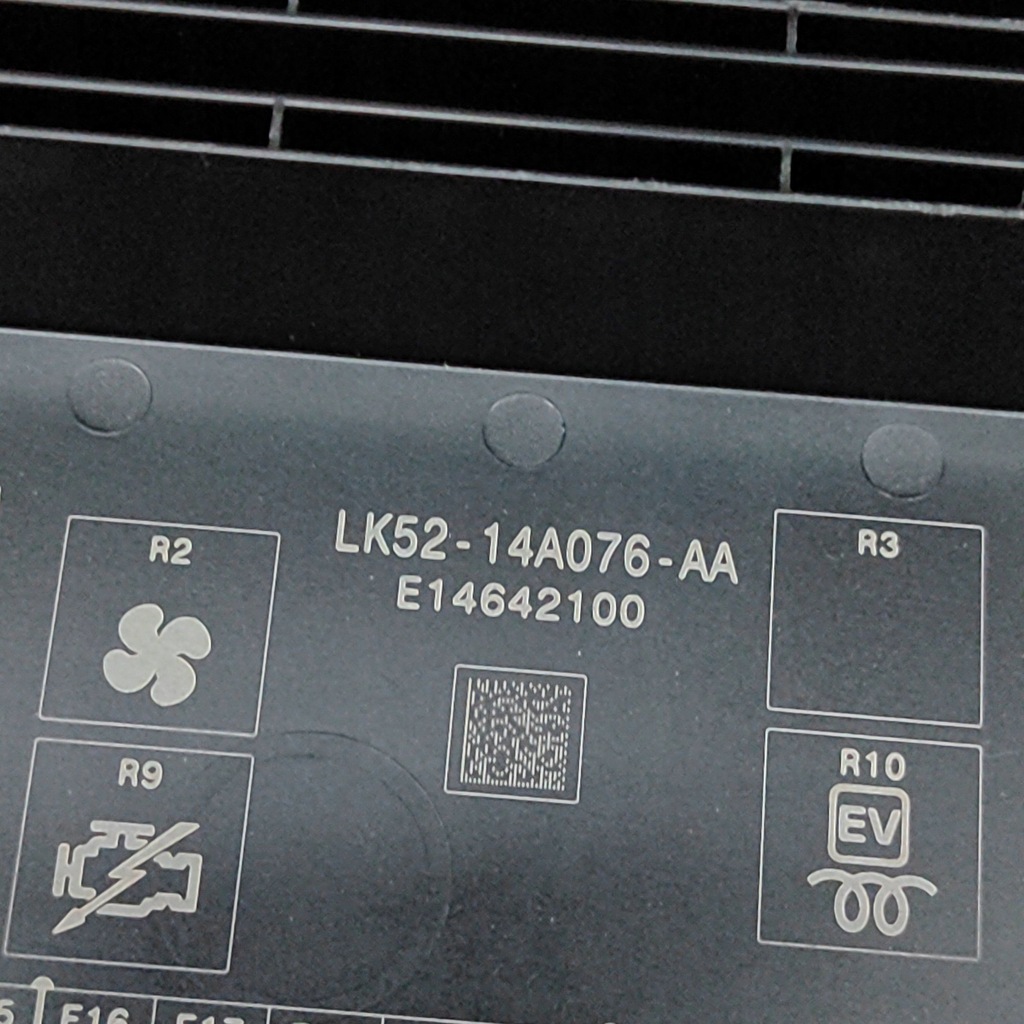 R2
LK52-14A076-AA
E14642100
R3
R9
R10
EV
F16